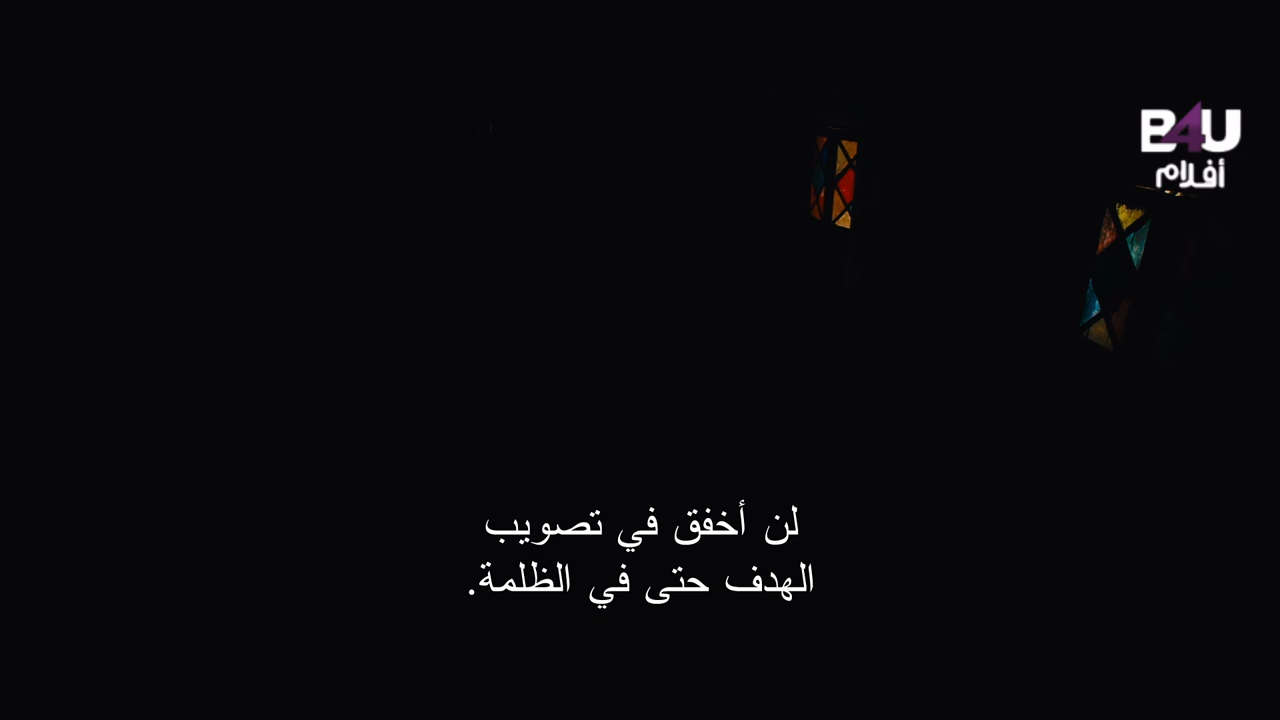 B4U
أفلام
لن أخفق في تصويب
الهدف حتى في الظلمة.